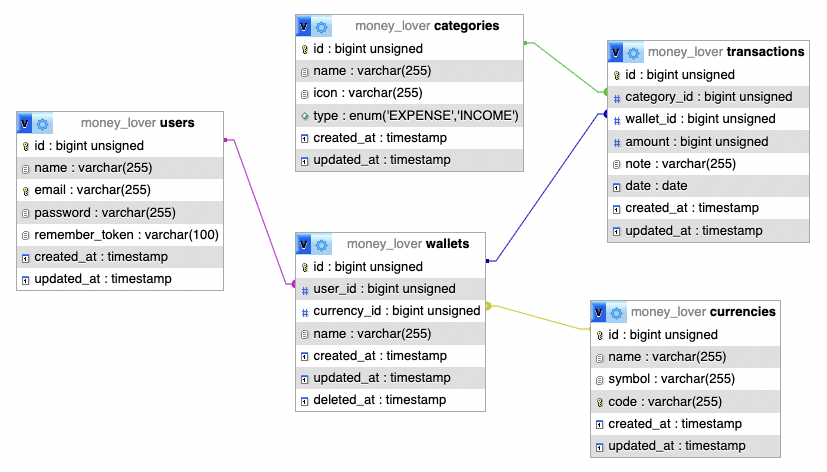 money_lover categories
id : bigint unsigned
name : varchar(255)
icon : varchar(255)
type : enum('EXPENSE','INCOME')
created_at : timestamp
updated_at : timestamp
money_lover transactions
id : bigint unsigned
category_id : bigint unsigned
wallet_id : bigint unsigned
amount : bigint unsigned
note : varchar(255)
date : date
created_at : timestamp
updated_at : timestamp
money_lover users
id : bigint unsigned
name : varchar(255)
email : varchar(255)
password : varchar(255)
remember_token : varchar(100)
created_at : timestamp
updated_at : timestamp
money_lover wallets
id : bigint unsigned
user_id : bigint unsigned
currency_id : bigint unsigned
name : varchar(255)
created_at : timestamp
updated_at : timestamp
deleted_at : timestamp
money_lover currencies
id : bigint unsigned
name : varchar(255)
symbol : varchar(255)
code : varchar(255)
created_at : timestamp
updated_at : timestamp